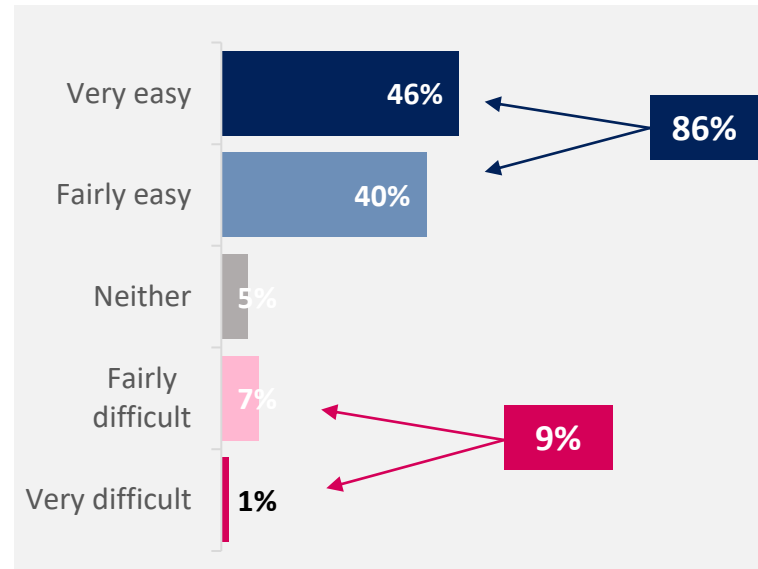 Very easy
46%
86%
Fairly easy
40%
Neither
5%
Fairly
difficult
7%
9%
Very difficult
1%